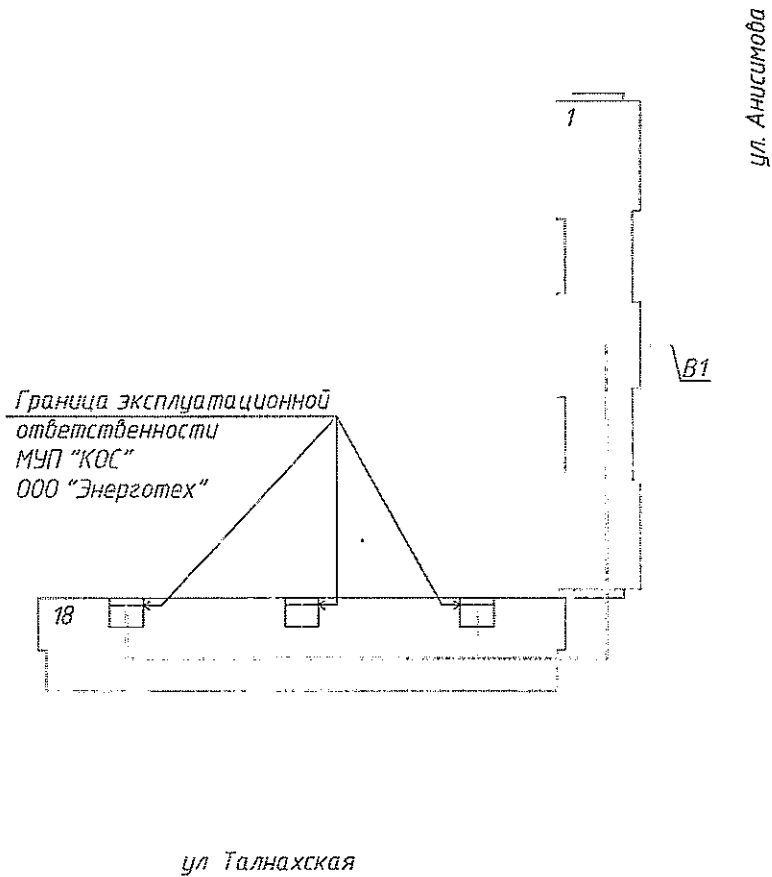 ул. Анисимова
1
В1
Граница эксплуатационной
ответственности
МУП "КОС"
ООО "Энерготех"
18
ул Талнахская